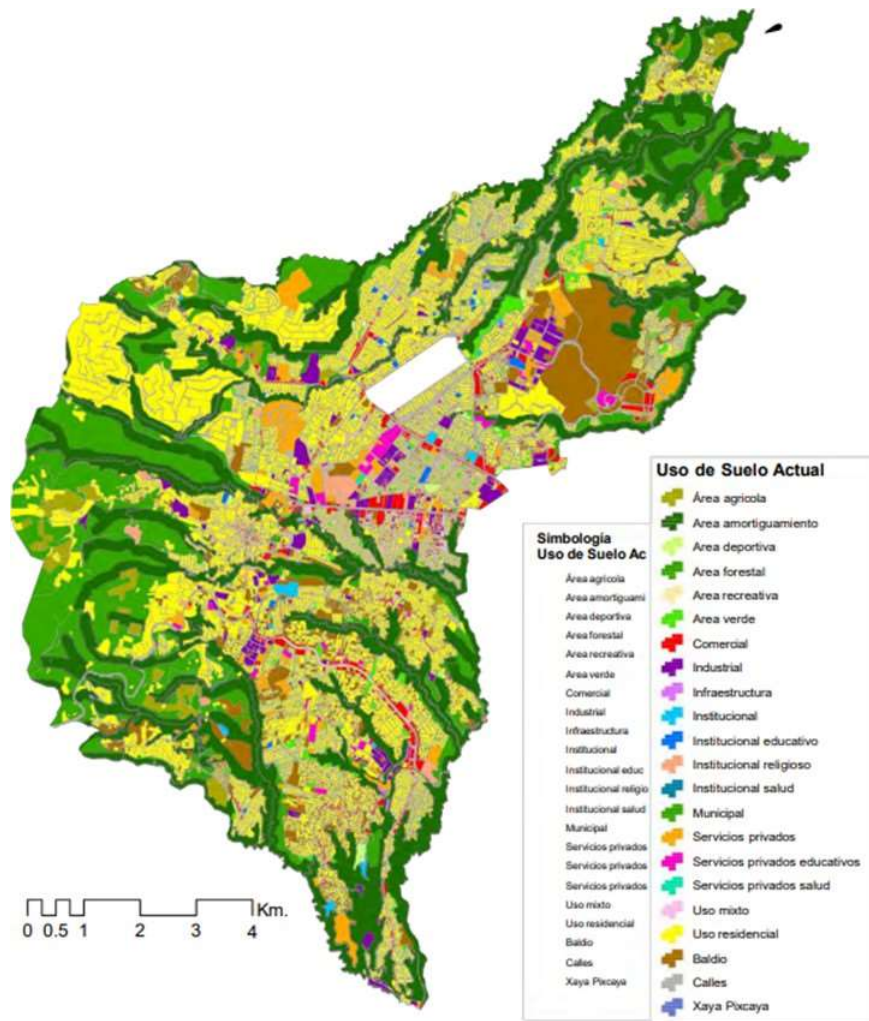 Simbología
Uso de Suelo Ac
Área agrícola
Area amortiguami
Area deportiva
Area forestal
Area recreativa
Area verde
Comercial
Industrial
Infraestructura
Institucional
Institucional educ
Institucional religio
Institucional salud
Municipal
Servicios privados
Servicios privados
Servicios privados
Uso mixto
Uso residencial
Baldio
Calles
Xaya Pixcaya
Uso de Suelo Actual
Área agricola
Area amortiguamiento
Area deportiva
Area forestal
Area recreativa
Area verde
Comercial
Industrial
Infraestructura
Institucional
Institucional educativo
Institucional religioso
Institucional salud
Municipal
Servicios privados
Servicios privados educativos
Servicios privados salud
Uso mixto
Uso residencial
Baldio
Calles
Xaya Pixcaya
Km.
0 0.5 1 2 3 4